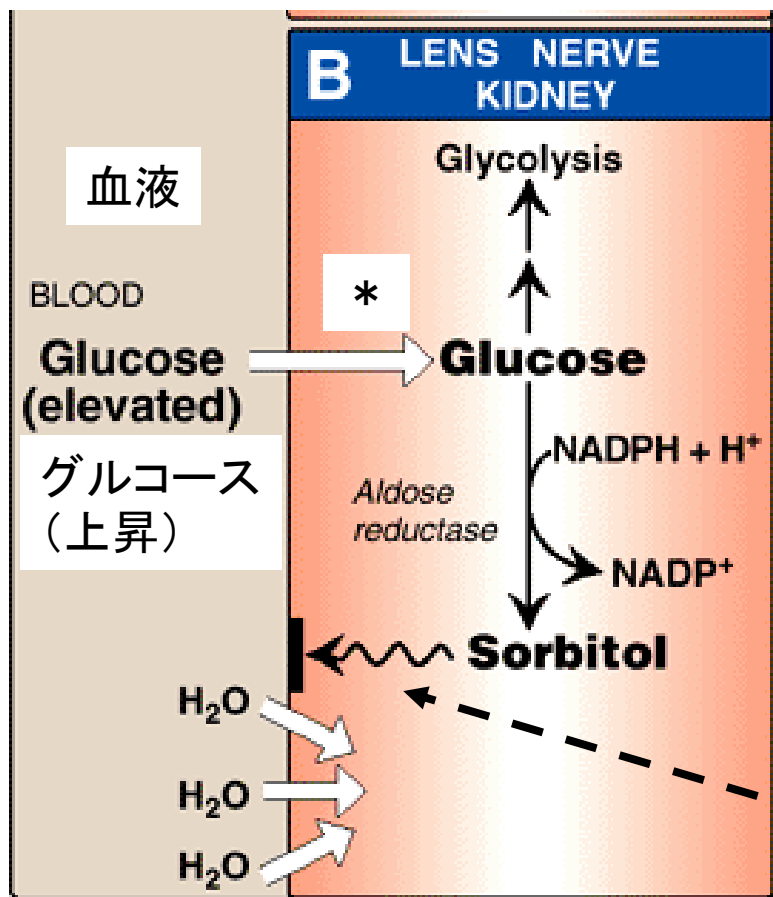 B
LENS NERVE
KIDNEY
Glycolysis
血液
BLOOD
*
Glucose
(elevated)
Glucose
グルコース
（上昇）
Aldose
reductase
NADPH + H⁺
NADP⁺
Sorbitol
H₂O
H₂O
H₂O